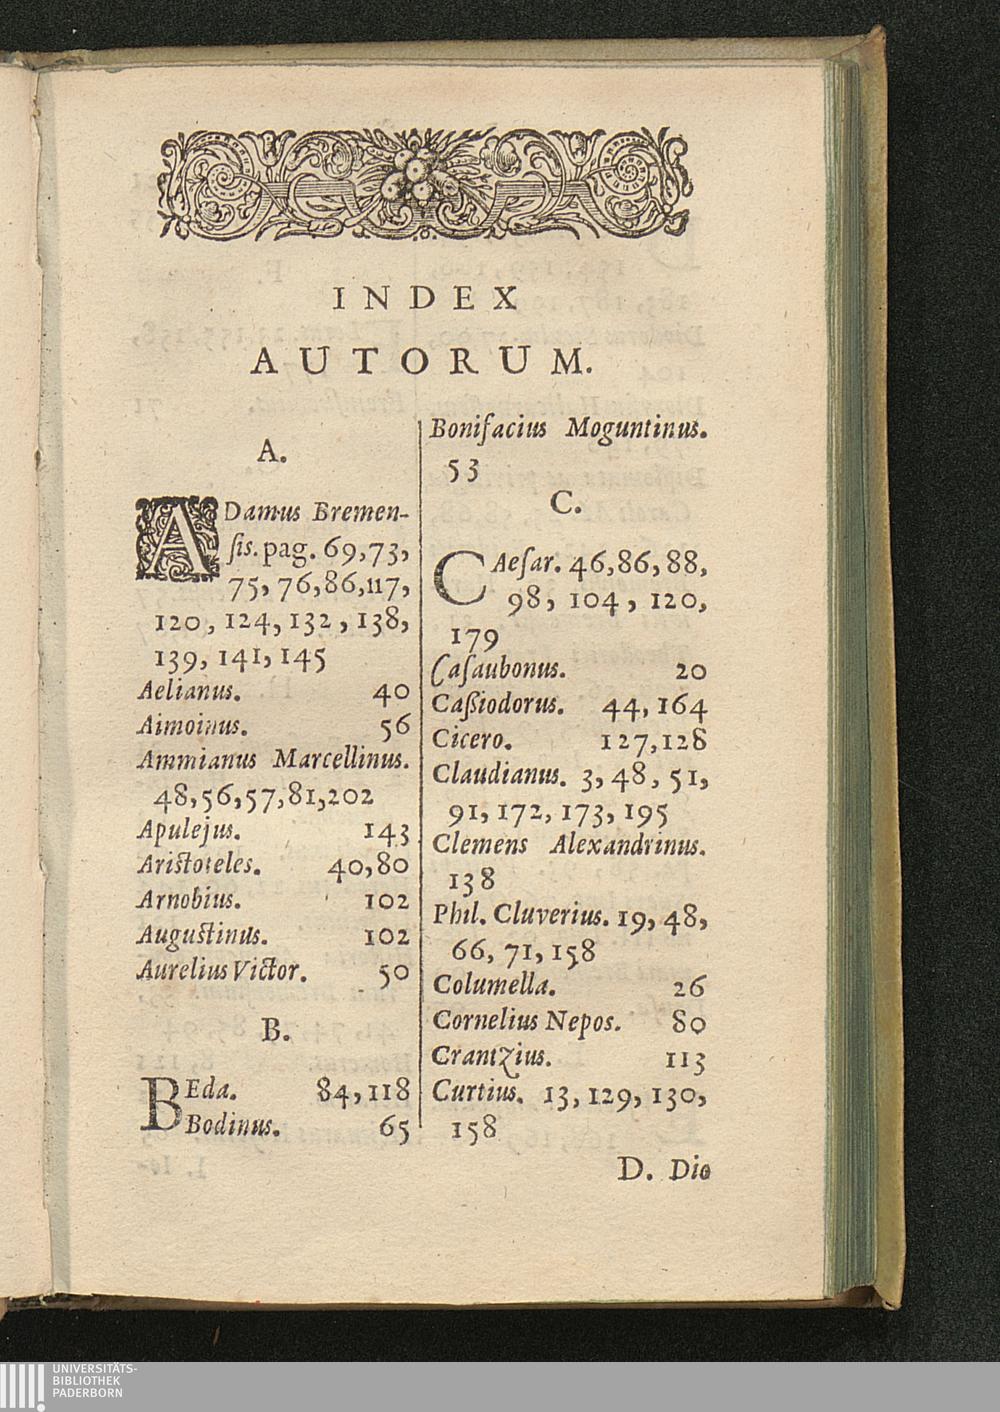 INDEX
AUTORUM.
A.
ADamus Bremen-
ſis. pag. 69, 73,
75, 76, 86, 117,
120, 124, 132, 138,
139, 141, 145
Aelianus. 40
Aimoinus. 56
Ammianus Marcellinus.
48, 56, 57, 81, 202
Apulejus. 143
Ariſtoteles. 40, 80
Arnobius. 102
Auguſtinus. 102
Aurelius Victor. 50
B.
BEda. 84, 118
Bodinus. 65
Bonifacius Moguntinus.
53
C.
CAeſar. 46, 86, 88,
98, 104, 120,
179
Caſaubonus. 20
Caßiodorus. 44, 164
Cicero. 127, 128
Claudianus. 3, 48, 51,
91, 172, 173, 195
Clemens Alexandrinus.
138
Phil. Cluverius. 19, 48,
66, 71, 158
Columella. 26
Cornelius Nepos. 80
Crantzius. 113
Curtius. 13, 129, 130,
158
D. Dio
UNIVERSITÄTS-
BIBLIOTHEK
PADERBORN